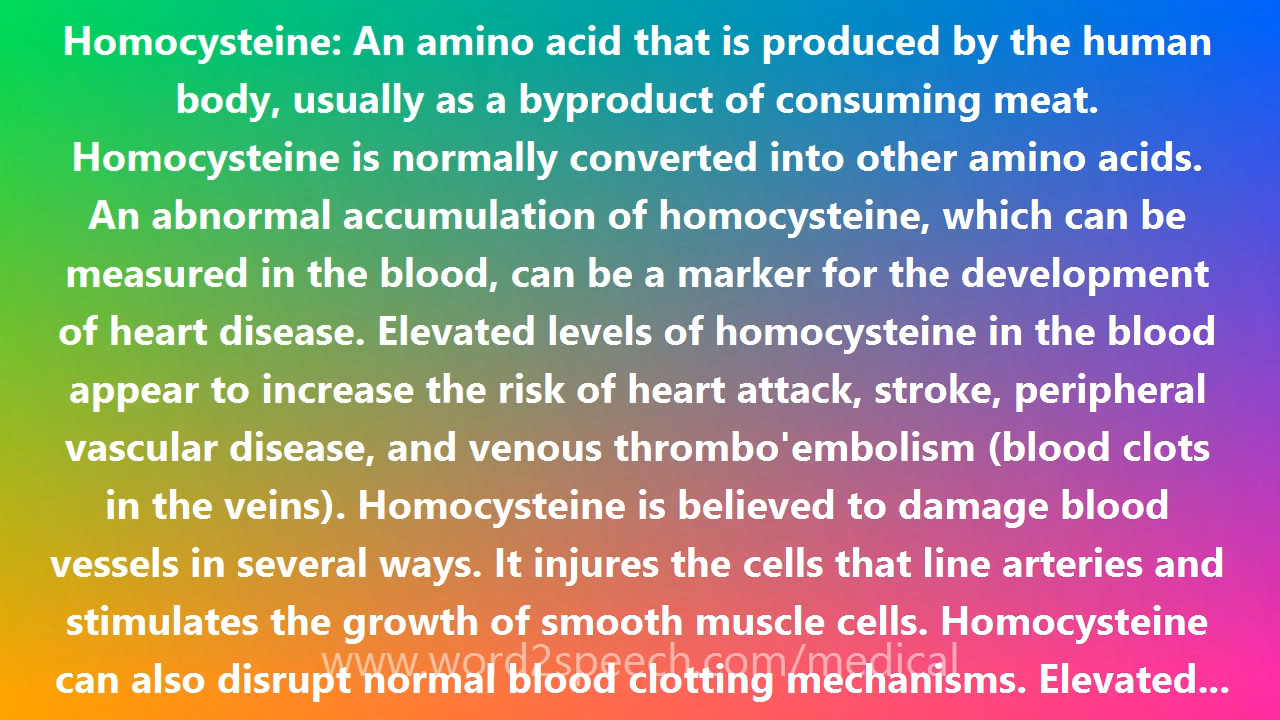 Homocysteine: An amino acid that is produced by the human
body, usually as a byproduct of consuming meat.
Homocysteine is normally converted into other amino acids.
An abnormal accumulation of homocysteine, which can be
measured in the blood, can be a marker for the development
of heart disease. Elevated levels of homocysteine in the blood
appear to increase the risk of heart attack, stroke, peripheral
vascular disease, and venous thrombo'embolism (blood clots
in the veins). Homocysteine is believed to damage blood
vessels in several ways. It injures the cells that line arteries and
stimulates the growth of smooth muscle cells. Homocysteine
www.word2speech.com/medical
can also disrupt normal blood clotting mechanisms. Elevated...